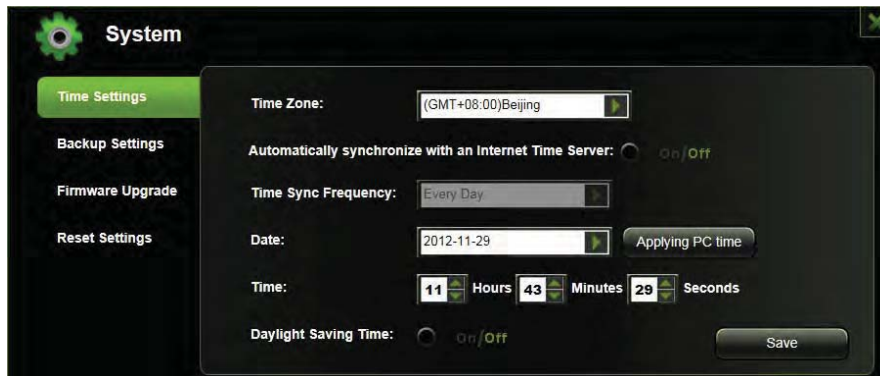 System
Time Settings
Backup Settings
Firmware Upgrade
Reset Settings
Time Zone: (GMT+08:00)Beijing
Automatically synchronize with an Internet Time Server: On/Off
Time Sync Frequency: Every Day
Date: 2012-11-29 Applying PC time
Time: 11 Hours 43 Minutes 29 Seconds
Daylight Saving Time: On/Off
Save